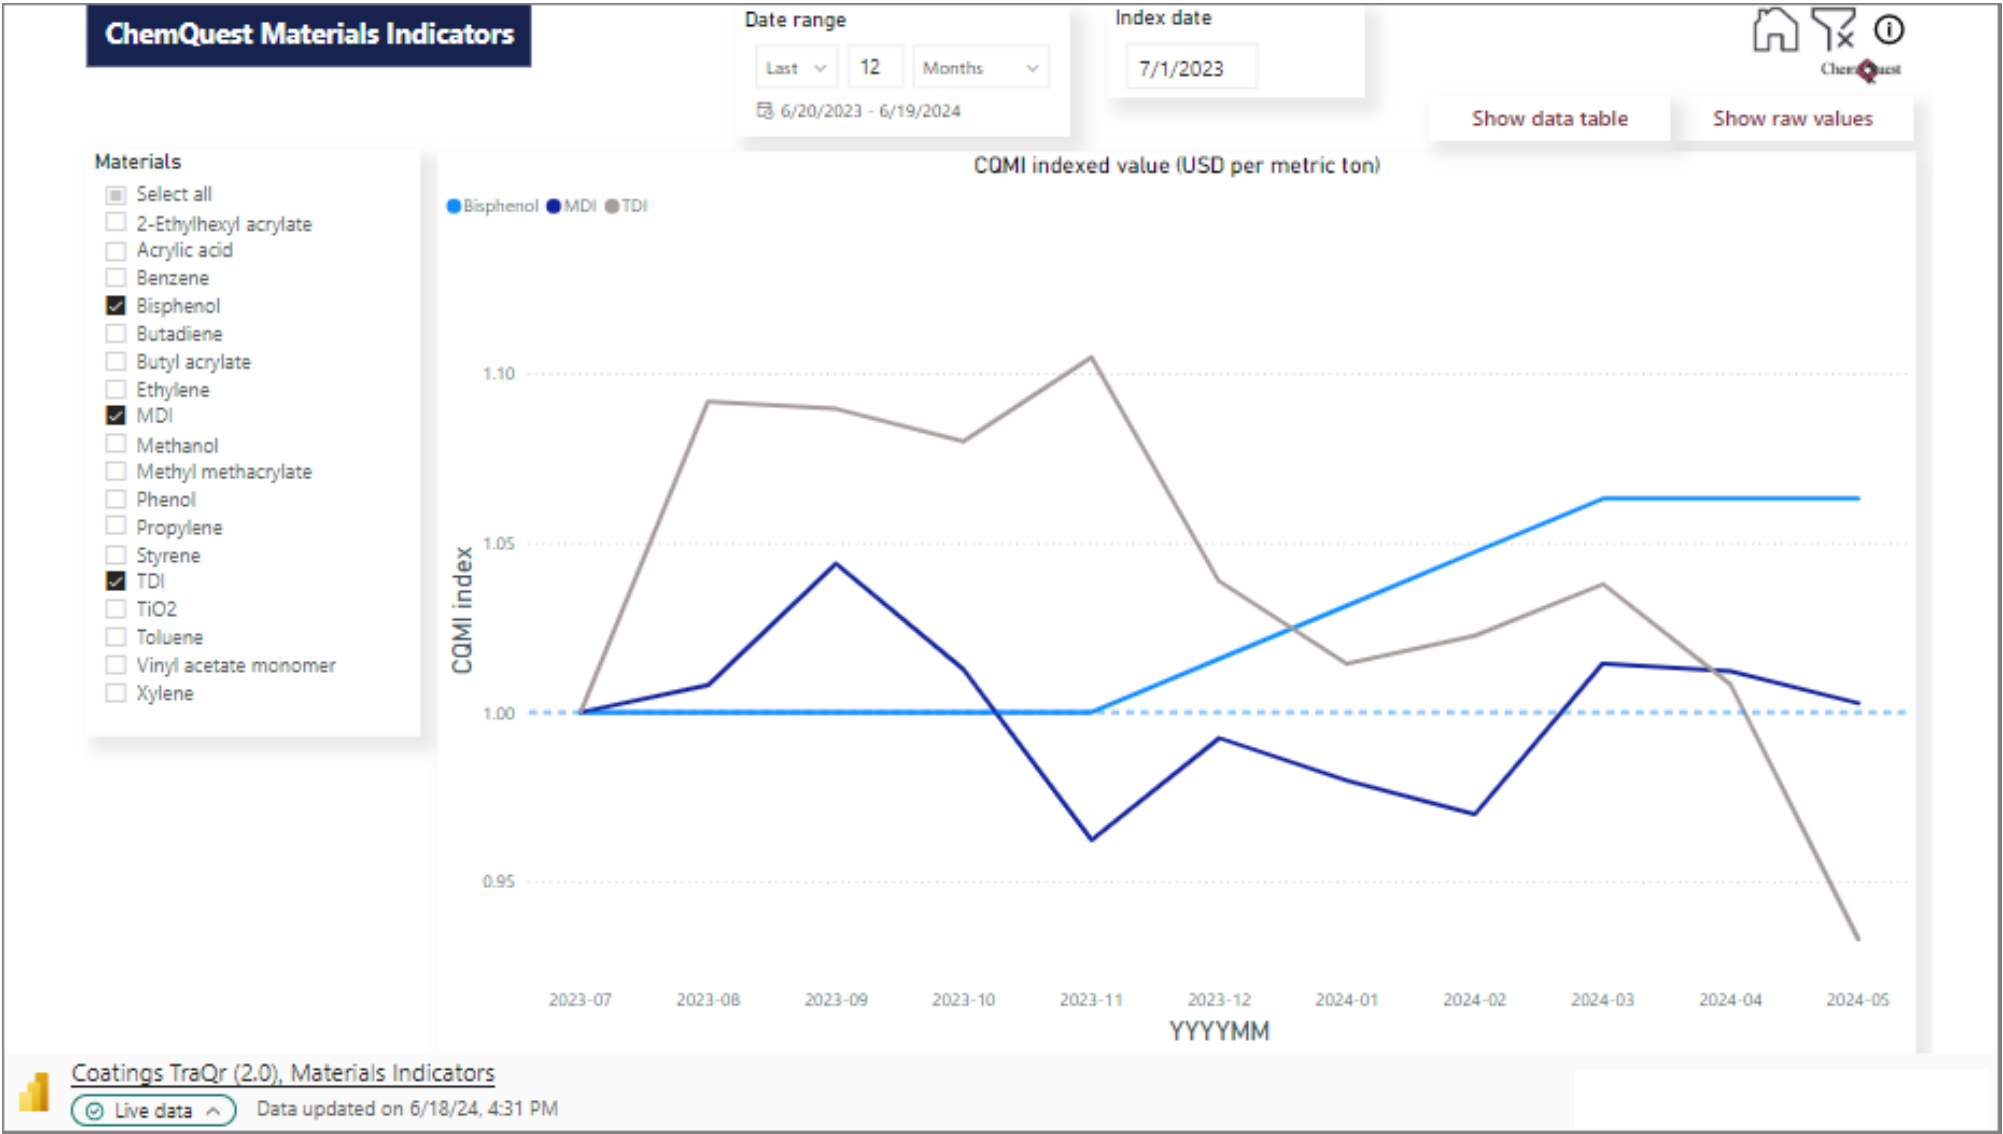 ChemQuest Materials Indicators
Date range
Last 12 Months
6/20/2023 - 6/19/2024
Index date
7/1/2023
ChemQuest
Show data table
Show raw values
Materials
Select all
2-Ethylhexyl acrylate
Acrylic acid
Benzene
Bisphenol
Butadiene
Butyl acrylate
Ethylene
MDI
Methanol
Methyl methacrylate
Phenol
Propylene
Styrene
TDI
TiO2
Toluene
Vinyl acetate monomer
Xylene
CQMI indexed value (USD per metric ton)
Bisphenol MDI TDI
CQMI index
1.10
1.05
1.00
0.95
2023-07 2023-08 2023-09 2023-10 2023-11 2023-12 2024-01 2024-02 2024-03 2024-04 2024-05
YYYYMM
Coatings TraQr (2.0), Materials Indicators
Live data
Data updated on 6/18/24, 4:31 PM